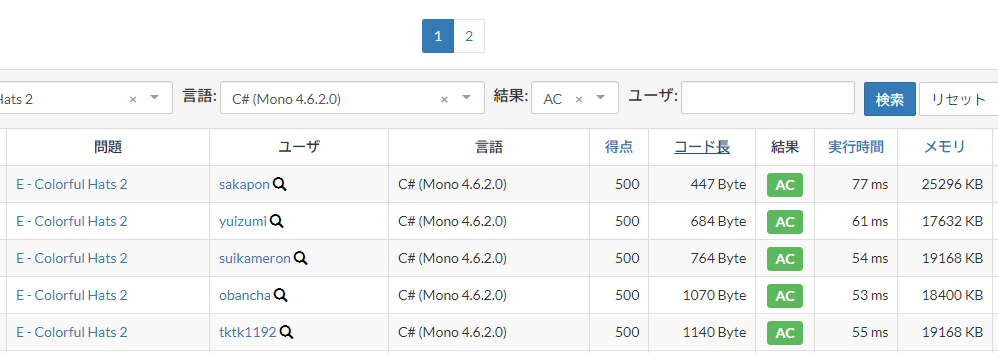 1 2
Hats 2 × 言語: C# (Mono 4.6.2.0) × 結果: AC × ユーザ: 検索 リセット
問題 ユーザ 言語 得点 コード長 結果 実行時間 メモリ
E - Colorful Hats 2 sakapon C# (Mono 4.6.2.0) 500 447 Byte AC 77 ms 25296 KB
E - Colorful Hats 2 yuizumi C# (Mono 4.6.2.0) 500 684 Byte AC 61 ms 17632 KB
E - Colorful Hats 2 suikameron C# (Mono 4.6.2.0) 500 764 Byte AC 54 ms 19168 KB
E - Colorful Hats 2 obancha C# (Mono 4.6.2.0) 500 1070 Byte AC 53 ms 18400 KB
E - Colorful Hats 2 tktk1192 C# (Mono 4.6.2.0) 500 1140 Byte AC 55 ms 19168 KB